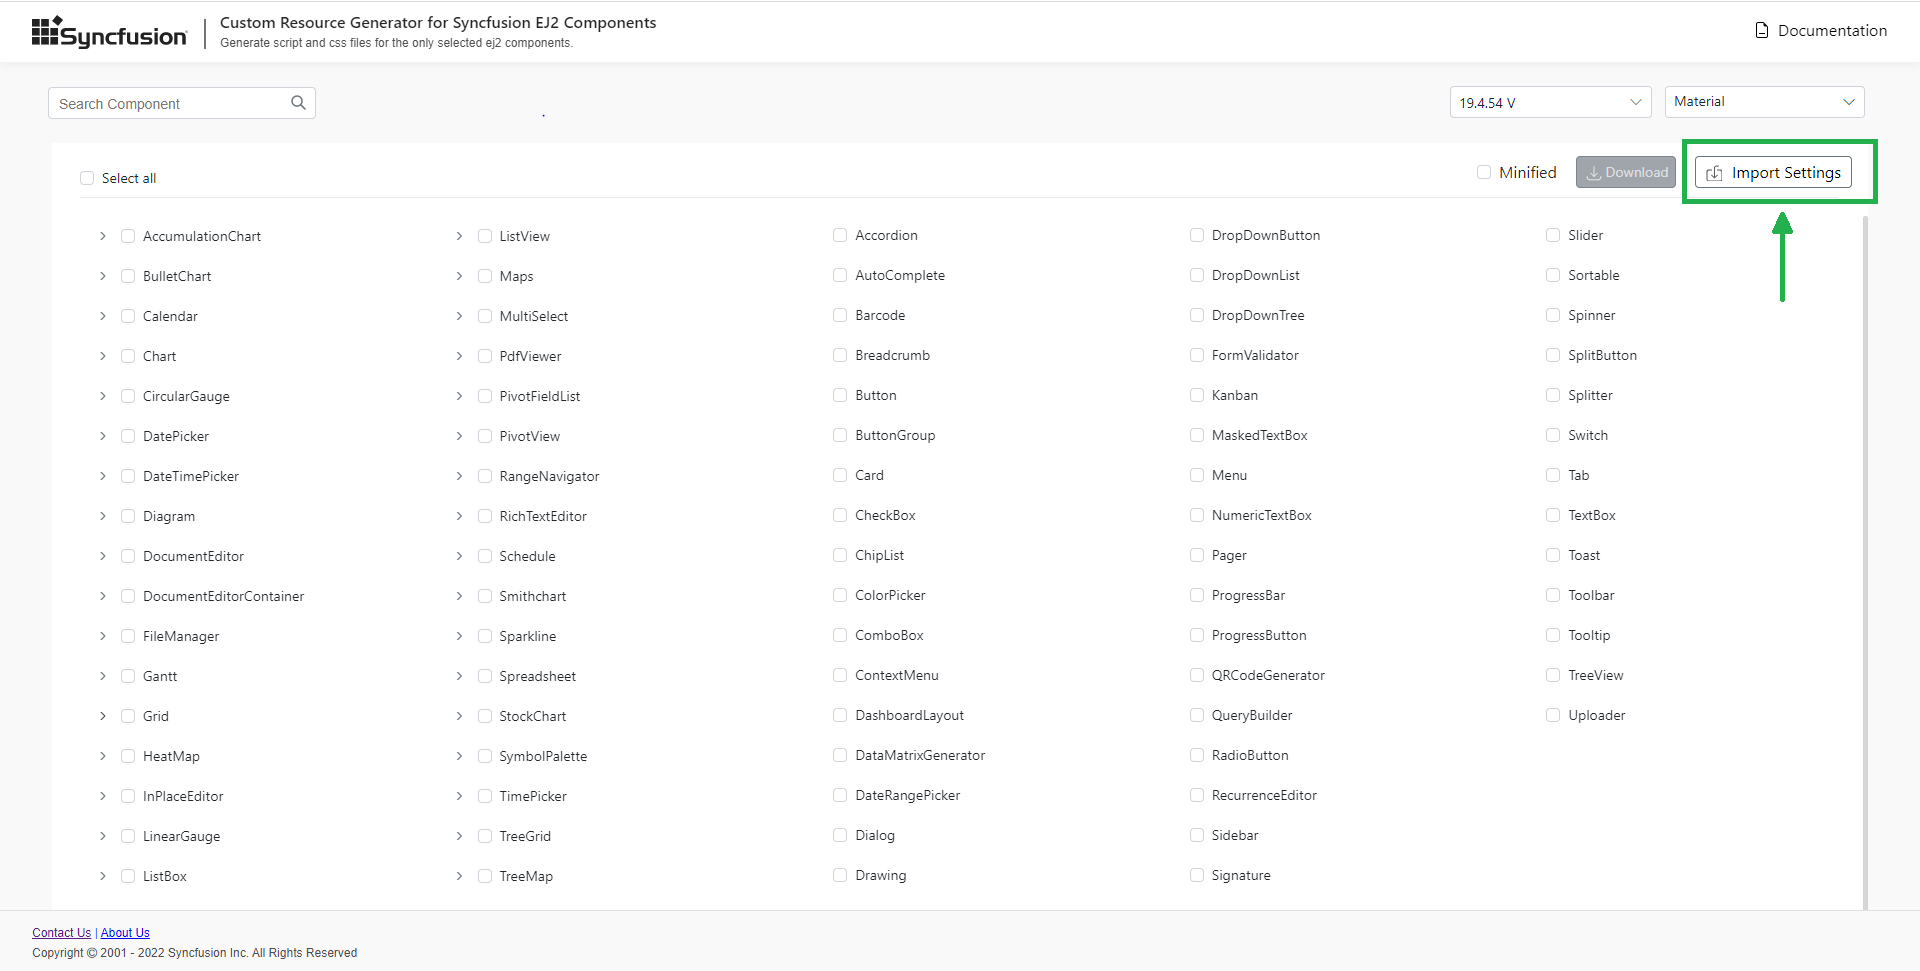 Syncfusion
Custom Resource Generator for Syncfusion EJ2 Components
Generate script and css files for the only selected ej2 components.
Documentation
Search Component
.
19.4.54 V
Material
Select all
Minified
Download
Import Settings
AccumulationChart
BulletChart
Calendar
Chart
CircularGauge
DatePicker
DateTimePicker
Diagram
DocumentEditor
DocumentEditorContainer
FileManager
Gantt
Grid
HeatMap
InPlaceEditor
LinearGauge
ListBox
ListView
Maps
MultiSelect
PdfViewer
PivotFieldList
PivotView
RangeNavigator
RichTextEditor
Schedule
Smithchart
Sparkline
Spreadsheet
StockChart
SymbolPalette
TimePicker
TreeGrid
TreeMap
Accordion
AutoComplete
Barcode
Breadcrumb
Button
ButtonGroup
Card
CheckBox
ChipList
ColorPicker
ComboBox
ContextMenu
DashboardLayout
DataMatrixGenerator
DateRangePicker
Dialog
Drawing
DropDownButton
DropDownList
DropDownTree
FormValidator
Kanban
MaskedTextBox
Menu
NumericTextBox
Pager
ProgressBar
ProgressButton
QRCodeGenerator
QueryBuilder
RadioButton
RecurrenceEditor
Sidebar
Signature
Slider
Sortable
Spinner
SplitButton
Splitter
Switch
Tab
TextBox
Toast
Toolbar
Tooltip
TreeView
Uploader
Contact Us | About Us
Copyright © 2001 - 2022 Syncfusion Inc. All Rights Reserved